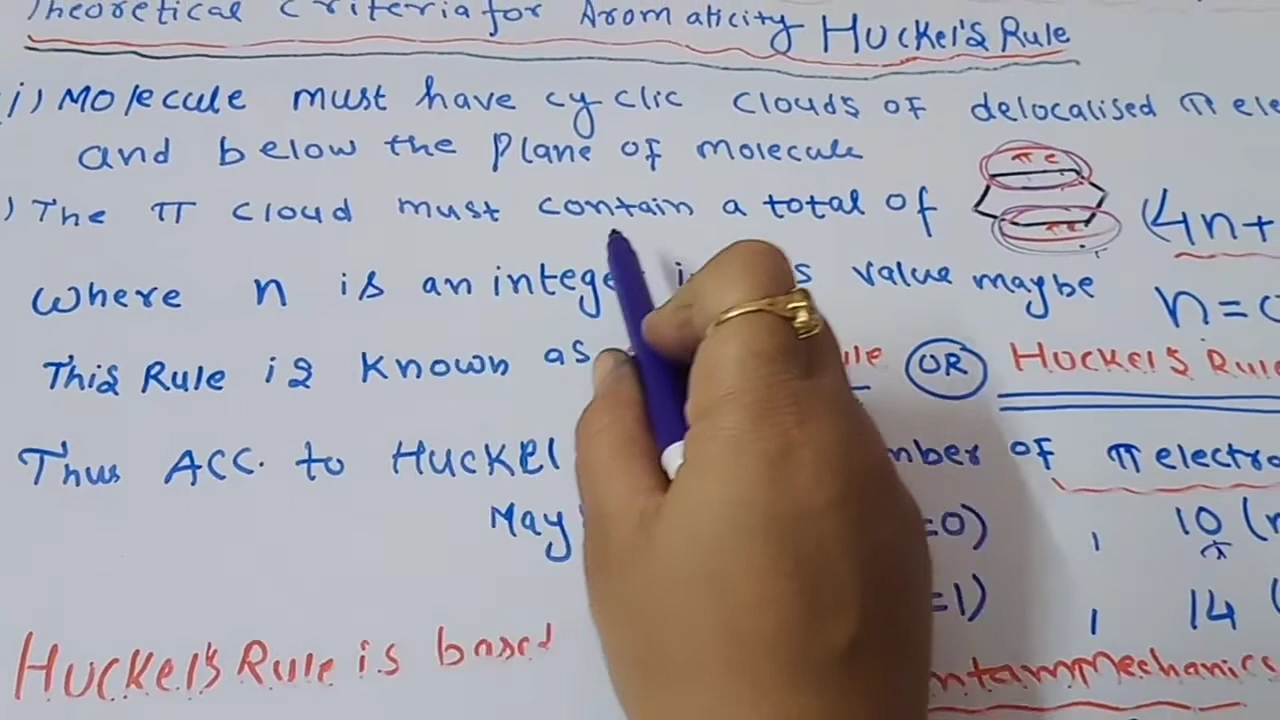 Theoretical Criteria for Aromaticity Huckel's Rule
i) Molecule must have cyclic clouds of delocalised π ele
and below the plane of molecule
πe
) The π cloud must contain a total of (4n+
πe
where n is an intege value maybe n=0
This Rule is known as OR Huckel's Rule
Thus Acc. to Huckel of π electro
May =0) , 10 (
=1) , 14 (
Huckel's Rule is based Mechanics